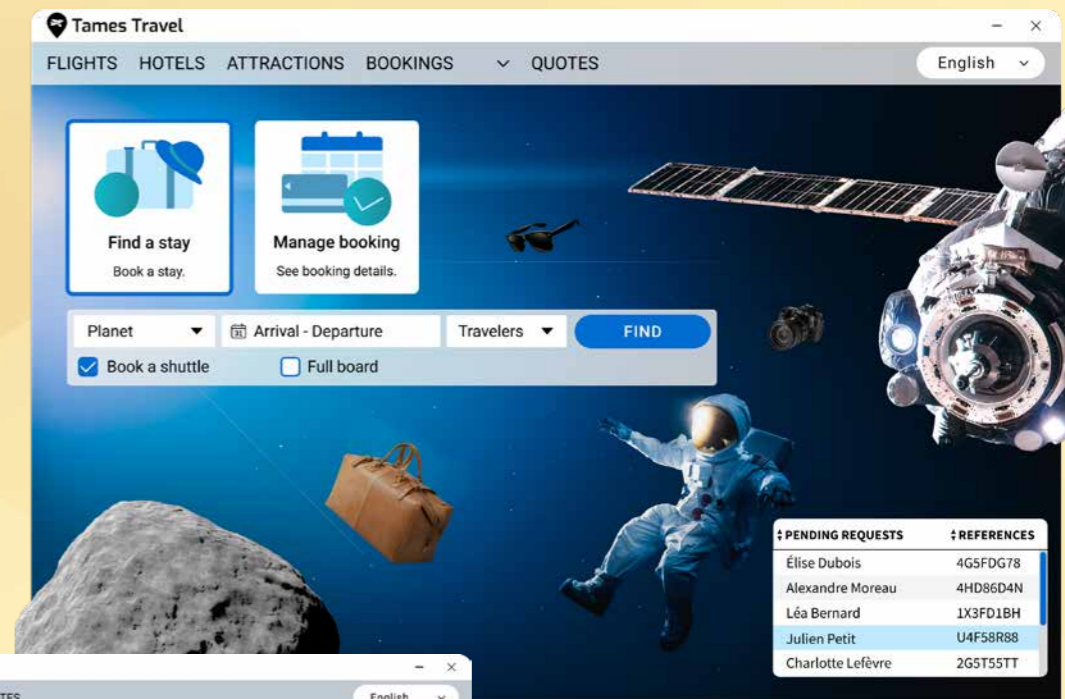 Tames Travel
FLIGHTS HOTELS ATTRACTIONS BOOKINGS QUOTES
English
Find a stay
Book a stay.
Manage booking
See booking details.
Planet
31 Arrival - Departure
Travelers
FIND
Book a shuttle
Full board
PENDING REQUESTS REFERENCES
Élise Dubois 4G5FDG78
Alexandre Moreau 4HD86D4N
Léa Bernard 1X3FD1BH
Julien Petit U4F58R88
Charlotte Lefèvre 2G5T55TT
English